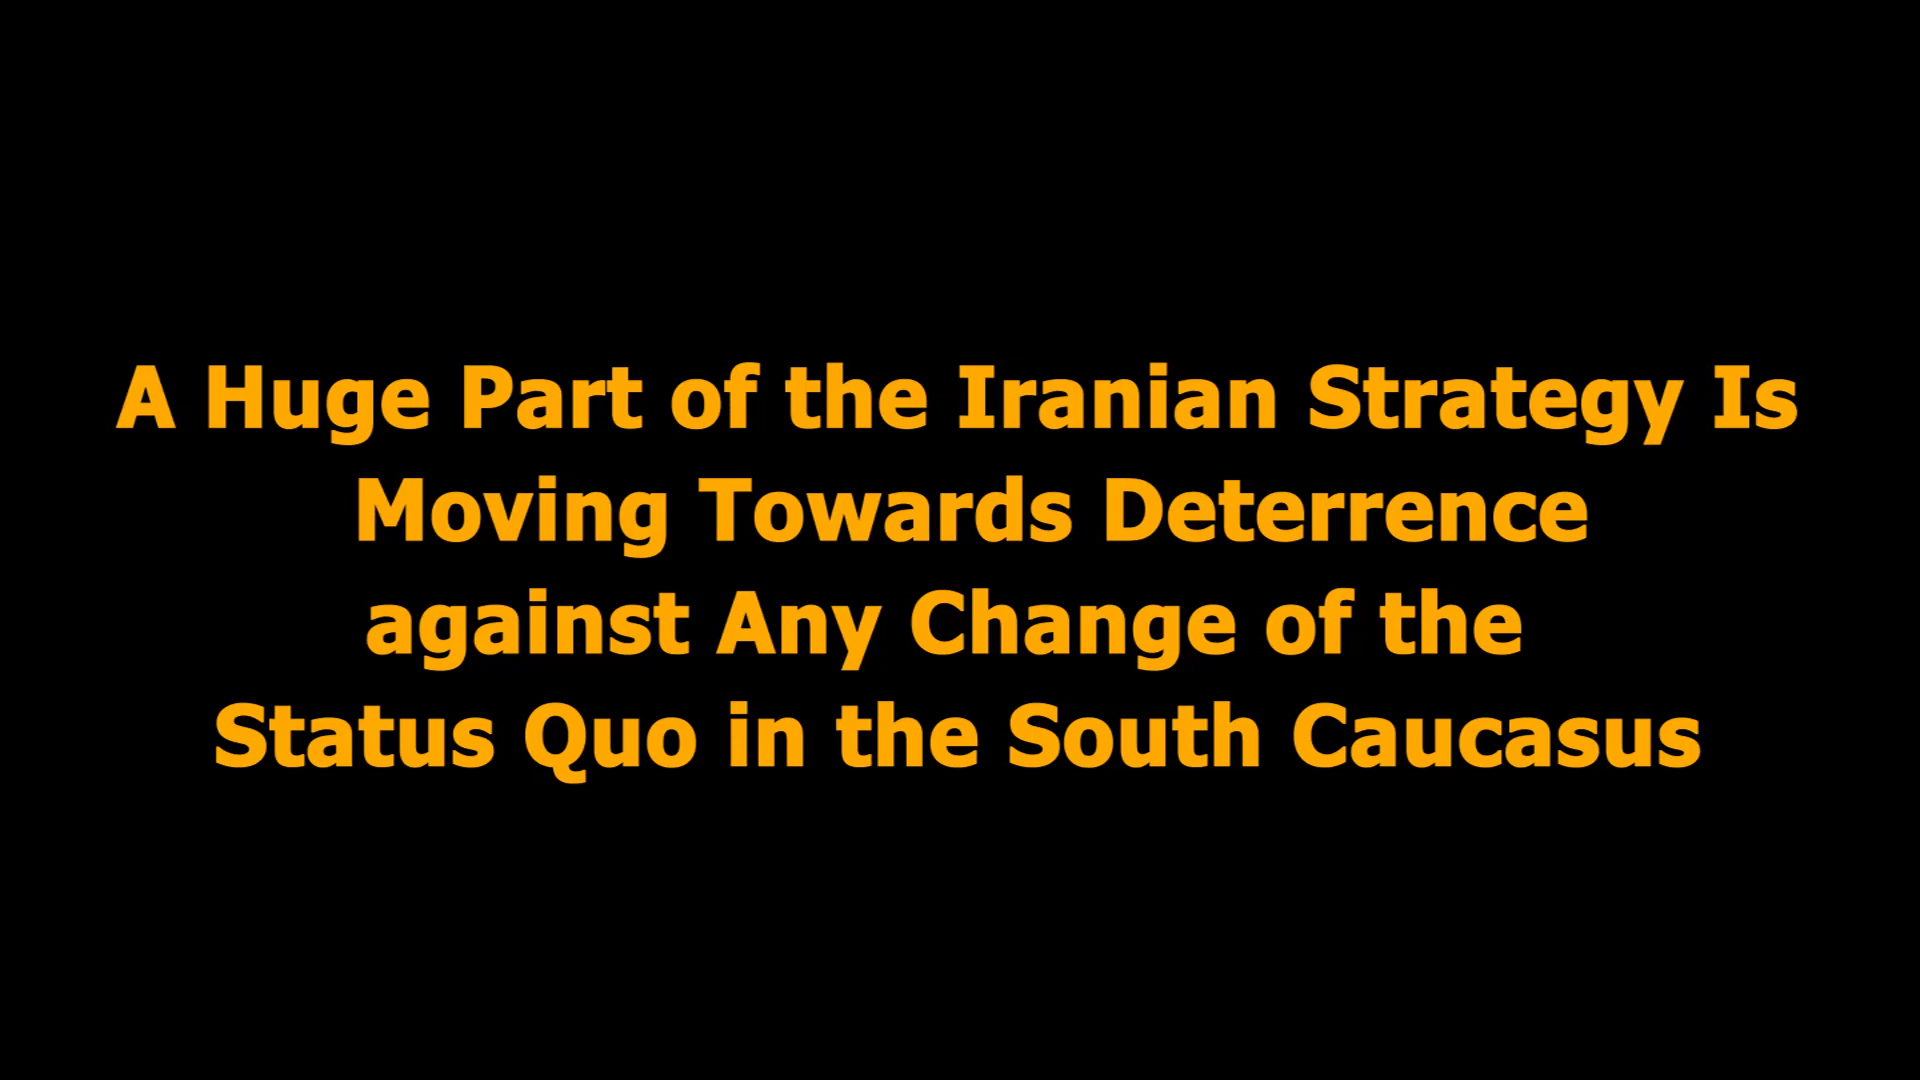 A Huge Part of the Iranian Strategy Is
Moving Towards Deterrence
against Any Change of the
Status Quo in the South Caucasus